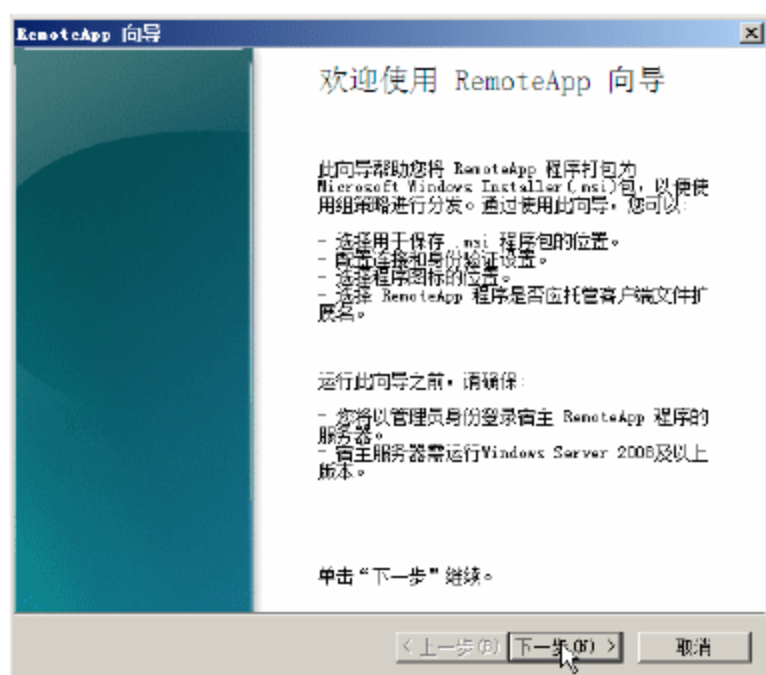 RemoteApp 向导
欢迎使用 RemoteApp 向导
此向导帮助您将 RemoteApp 程序打包为
Microsoft Windows Installer(.msi)包，以便使
用组策略进行分发。通过使用此向导，您可以:
- 选择用于保存 .msi 程序包的位置。
- 配置连接和身份验证设置。
- 选择程序图标的位置。
- 选择 RemoteApp 程序是否应托管客户端文件扩
展名。
运行此向导之前，请确保:
- 您将以管理员身份登录宿主 RemoteApp 程序的
服务器。
- 宿主服务器需运行Windows Server 2008及以上
版本。
单击“下一步”继续。
< 上一步(B)
下一步(N) >
取消